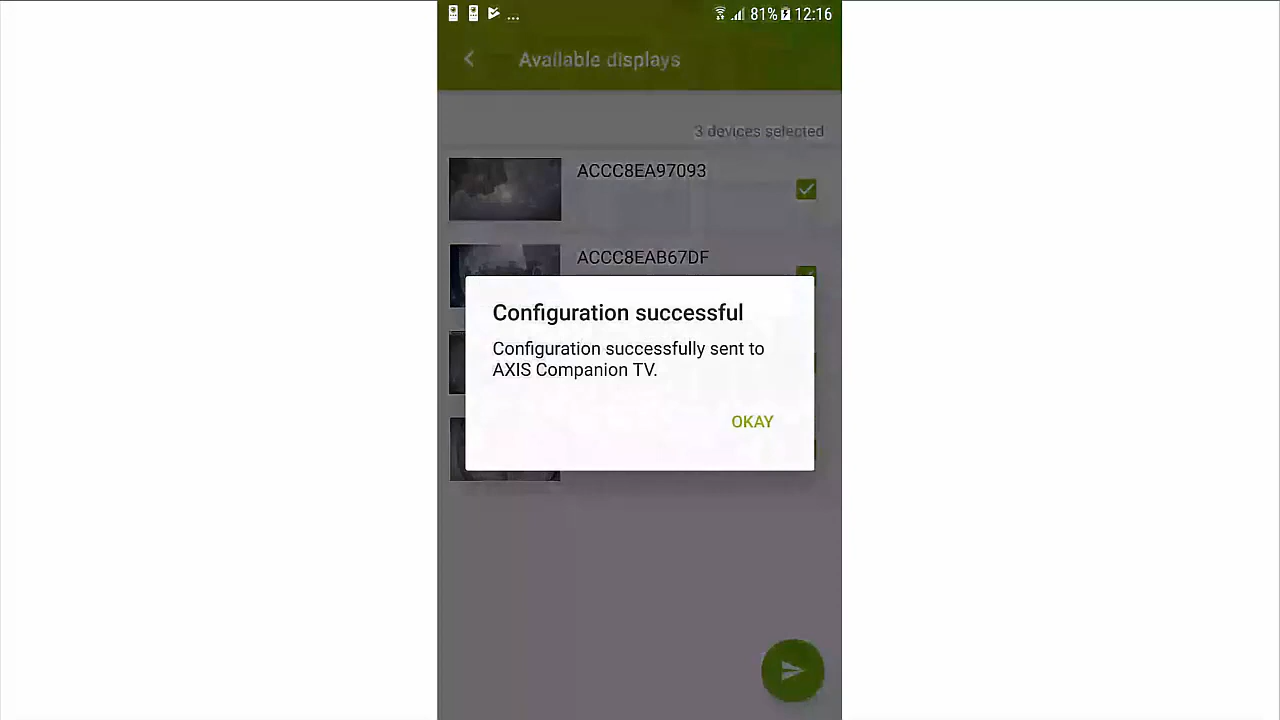 ... 81% 12:16
Available displays
3 devices selected
ACCC8EA97093
ACCC8EAB67DF
Configuration successful
Configuration successfully sent to
AXIS Companion TV.
OKAY